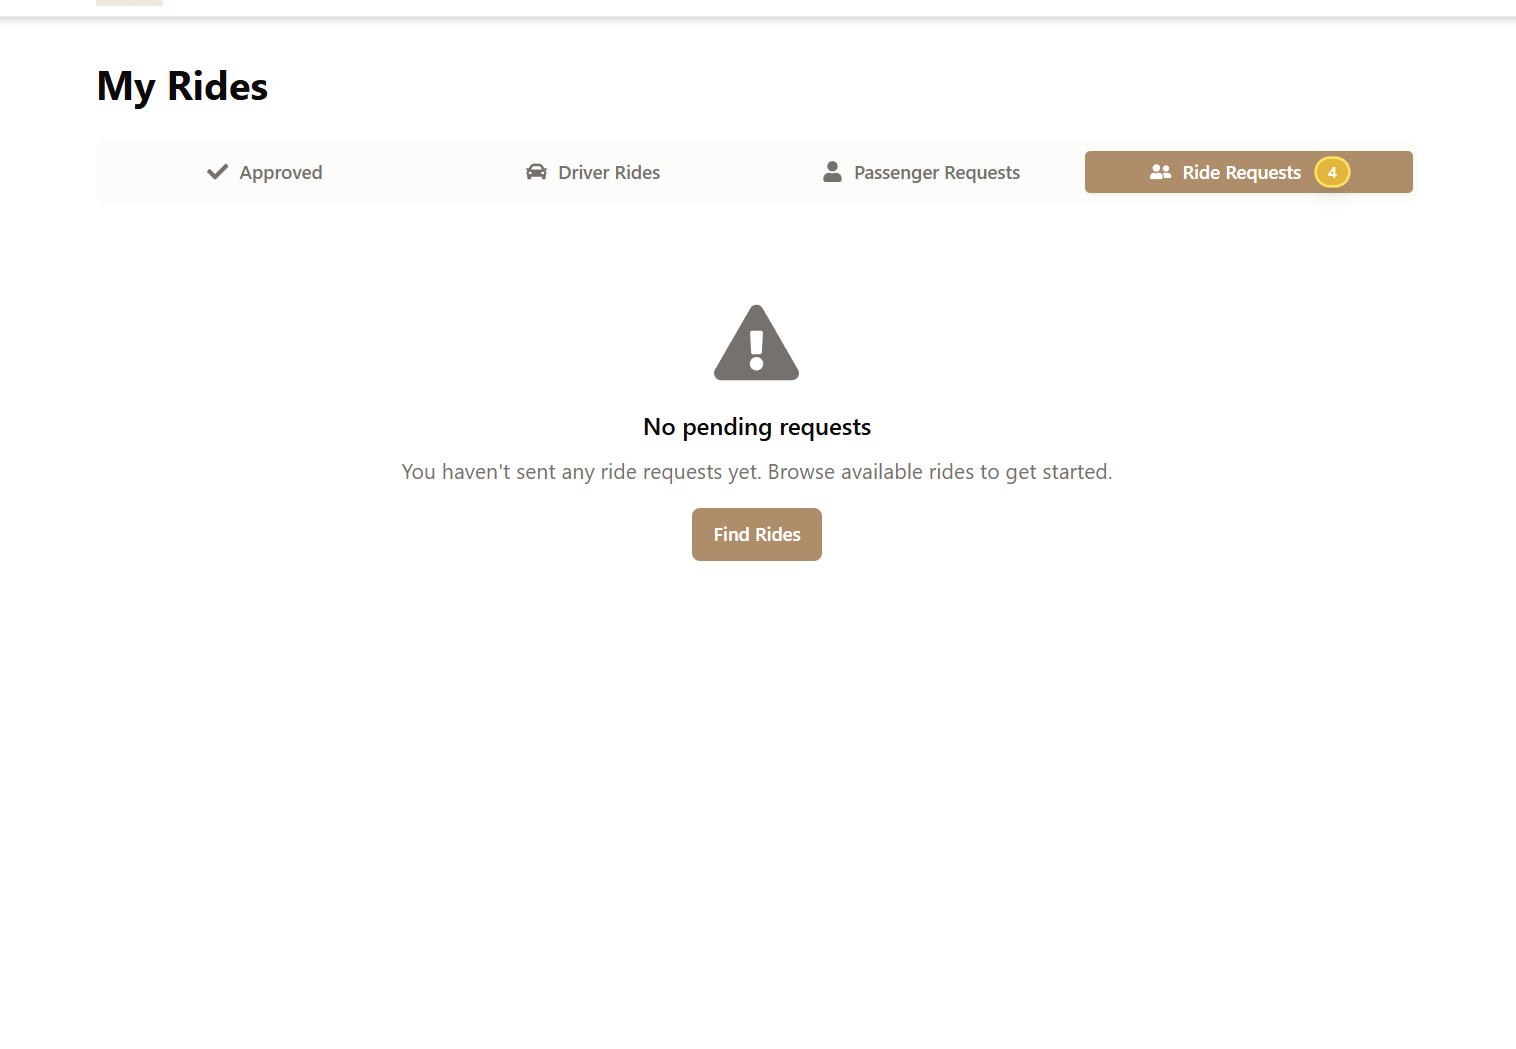 My Rides
Approved
Driver Rides
Passenger Requests
Ride Requests 4
No pending requests
You haven't sent any ride requests yet. Browse available rides to get started.
Find Rides